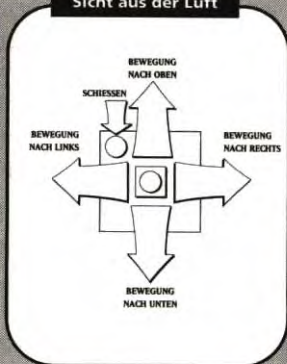 Sicht aus der Luft
BEWEGUNG
NACH OBEN
SCHIESSEN
BEWEGUNG
NACH LINKS
BEWEGUNG
NACH RECHTS
BEWEGUNG
NACH UNTEN